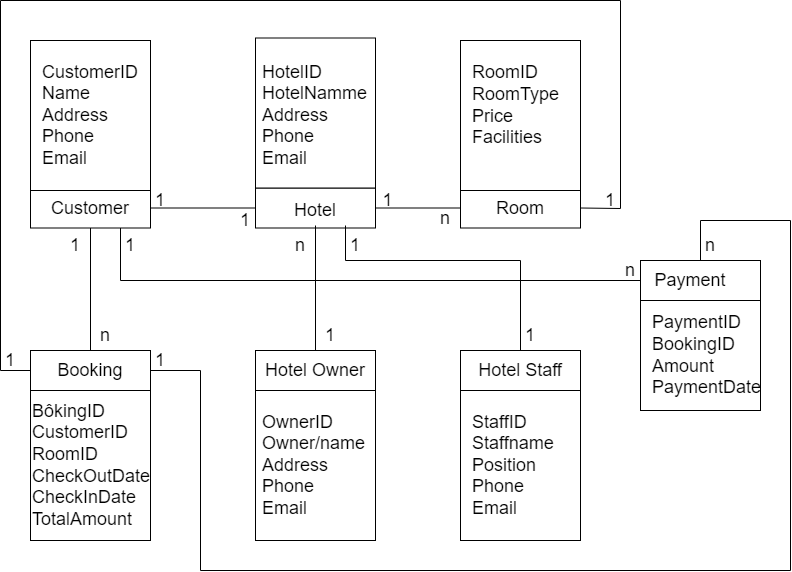 CustomerID
Name
Address
Phone
Email
Customer
HotelID
HotelNamme
Address
Phone
Email
Hotel
RoomID
RoomType
Price
Facilities
Room
1
1
1
n
1
1
1
n
1
n
n
Payment
PaymentID
BookingID
Amount
PaymentDate
n
1
1
1
1
Booking
BôkingID
CustomerID
RoomID
CheckOutDate
CheckInDate
TotalAmount
Hotel Owner
OwnerID
Owner/name
Address
Phone
Email
Hotel Staff
StaffID
Staffname
Position
Phone
Email